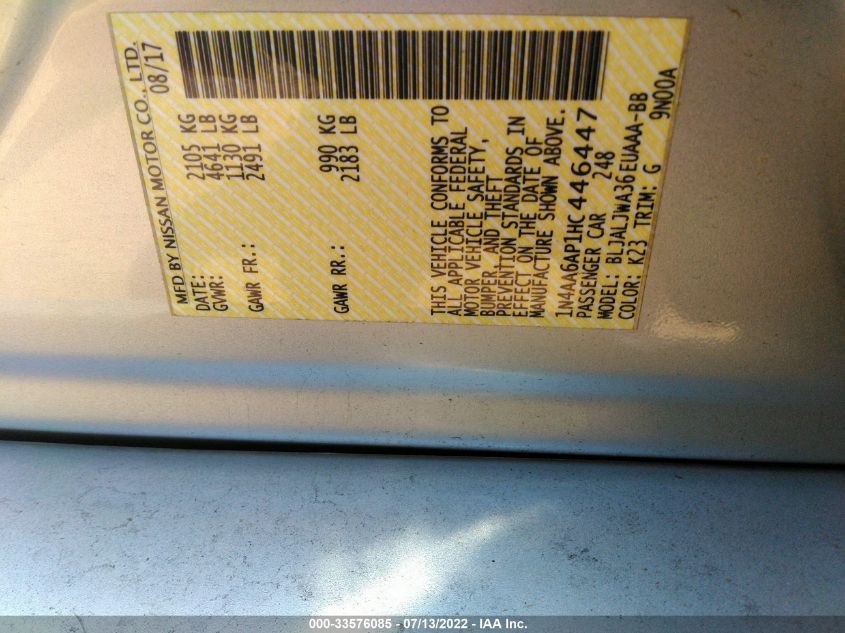 MFD BY NISSAN MOTOR CO., LTD.
DATE: 08/17
GVWR: 2105 KG
4641 LB
GAWR FR.: 1130 KG
2491 LB
GAWR RR.: 990 KG
2183 LB
THIS VEHICLE CONFORMS TO
ALL APPLICABLE FEDERAL
MOTOR VEHICLE SAFETY,
BUMPER, AND THEFT
PREVENTION STANDARDS IN
EFFECT ON THE DATE OF
MANUFACTURE SHOWN ABOVE.
1N4AA6AP1HC446447
PASSENGER CAR 248
MODEL: BLJALJWA36EUAAA-BB
COLOR: K23 TRIM: G 9N00A
000-33576085 - 07/13/2022 - IAA Inc.